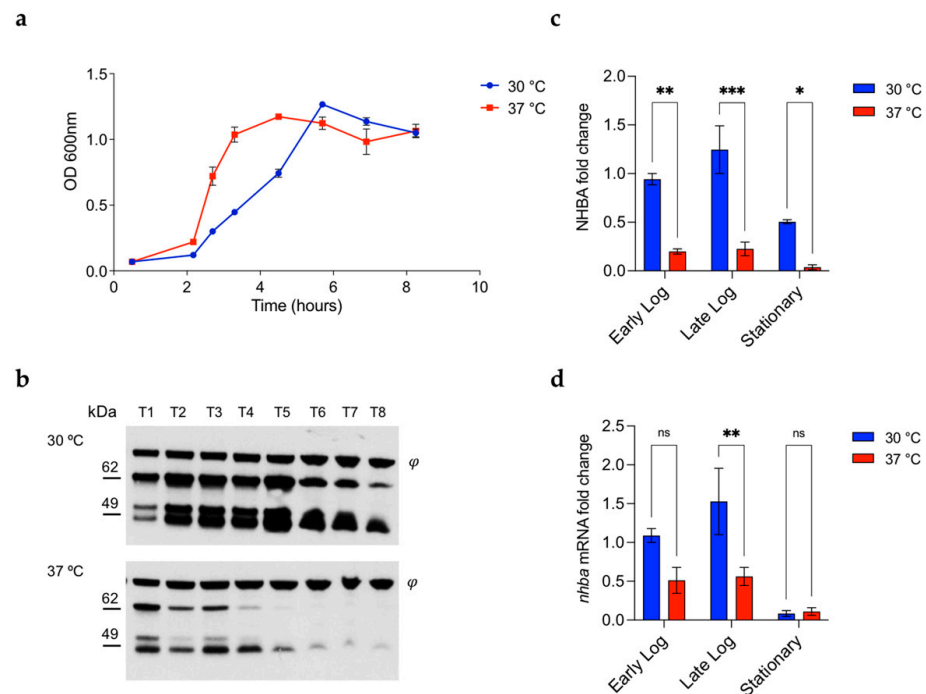 a
OD 600nm
1.5
1.0
0.5
0.0
0 2 4 6 8 10
Time (hours)
30 °C
37 °C
b
kDa T1 T2 T3 T4 T5 T6 T7 T8
30 ºC
62
49
φ
37 ºC
62
49
φ
c
NHBA fold change
2.0
1.5
1.0
0.5
0.0
** *** *
Early Log Late Log Stationary
30 °C
37 °C
d
nhba mRNA fold change
2.5
2.0
1.5
1.0
0.5
0.0
ns ** ns
Early Log Late Log Stationary
30 °C
37 °C